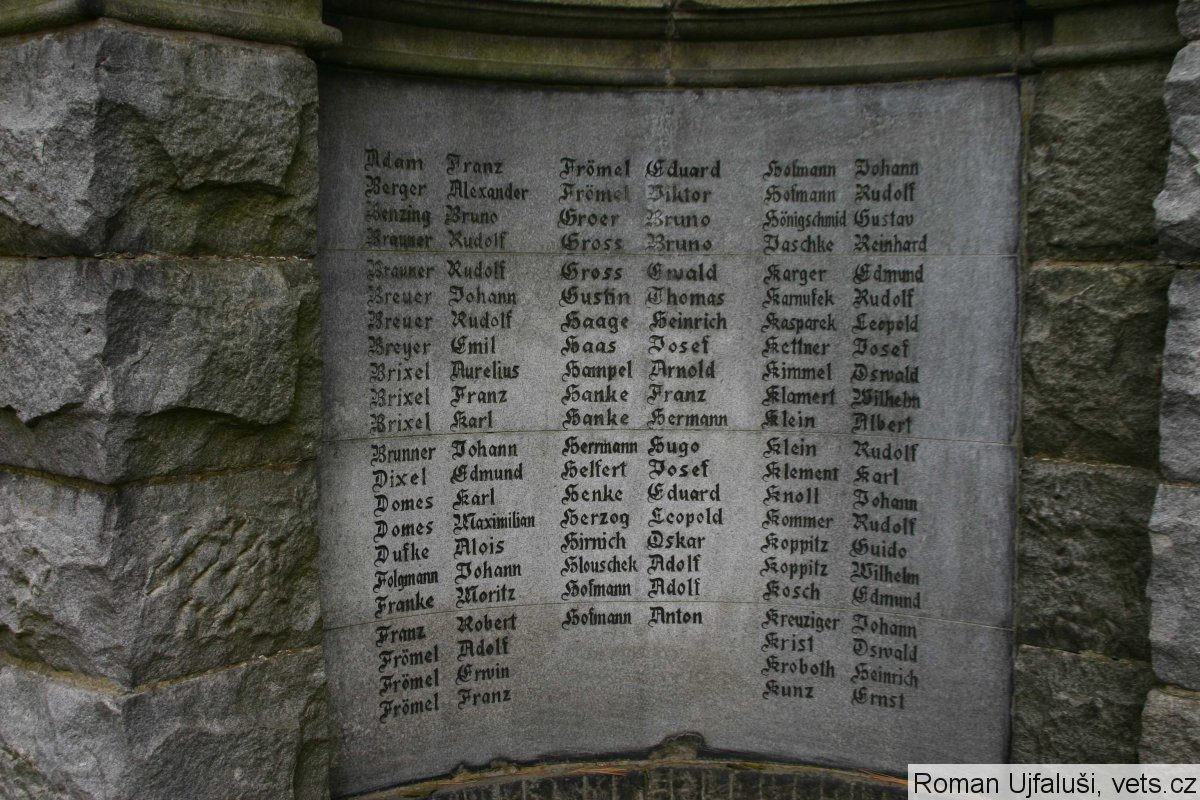 Adam Franz
Berger Alexander
Benzing Bruno
Brauner Rudolf
Brauner Rudolf
Breuer Johann
Breuer Rudolf
Breyer Emil
Brixel Aurelius
Brixel Franz
Brixel Karl
Brunner Johann
Dixel Edmund
Domes Karl
Domes Maximilian
Dufke Alois
Folgmann Johann
Franke Moritz
Franz Robert
Frömel Adolf
Frömel Erwin
Frömel Franz
Frömel Eduard
Frömel Viktor
Groer Bruno
Gross Bruno
Gross Ewald
Gustin Thomas
Haage Heinrich
Haas Josef
Hampel Arnold
Hanke Franz
Hanke Hermann
Herrmann Hugo
Helfert Josef
Henke Eduard
Herzog Leopold
Hirnich Oskar
Hlouschek Adolf
Hofmann Adolf
Hofmann Anton
Hofmann Johann
Hofmann Rudolf
Hönigschmid Gustav
Jaschke Reinhard
Karger Edmund
Karnufek Rudolf
Kasparek Leopold
Kettner Josef
Kimmel Oswald
Klamert Wilhelm
Klein Albert
Klein Rudolf
Klement Karl
Knoll Johann
Kommer Rudolf
Koppitz Guido
Koppitz Wilhelm
Kosch Edmund
Kreuziger Johann
Krist Oswald
Kroboth Heinrich
Kunz Ernst
Roman Ujfaluši, vets.cz